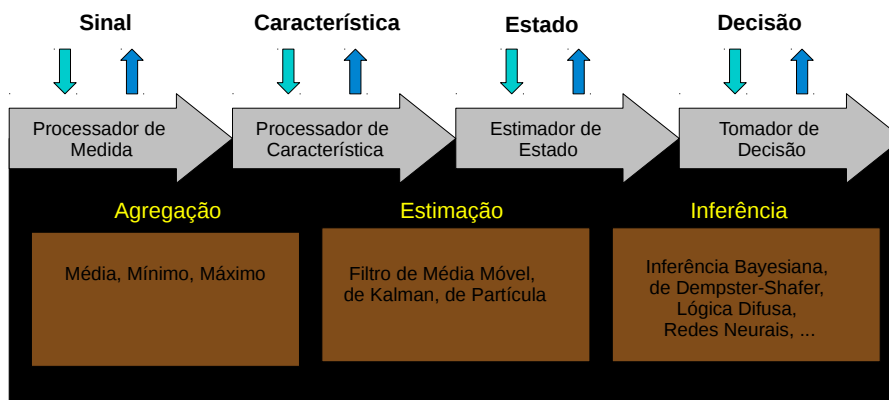 Sinal
Característica
Estado
Decisão
Processador de
Medida
Processador de
Característica
Estimador de
Estado
Tomador de
Decisão
Agregação
Estimação
Inferência
Média, Mínimo, Máximo
Filtro de Média Móvel,
de Kalman, de Partícula
Inferência Bayesiana,
de Dempster-Shafer,
Lógica Difusa,
Redes Neurais, ...